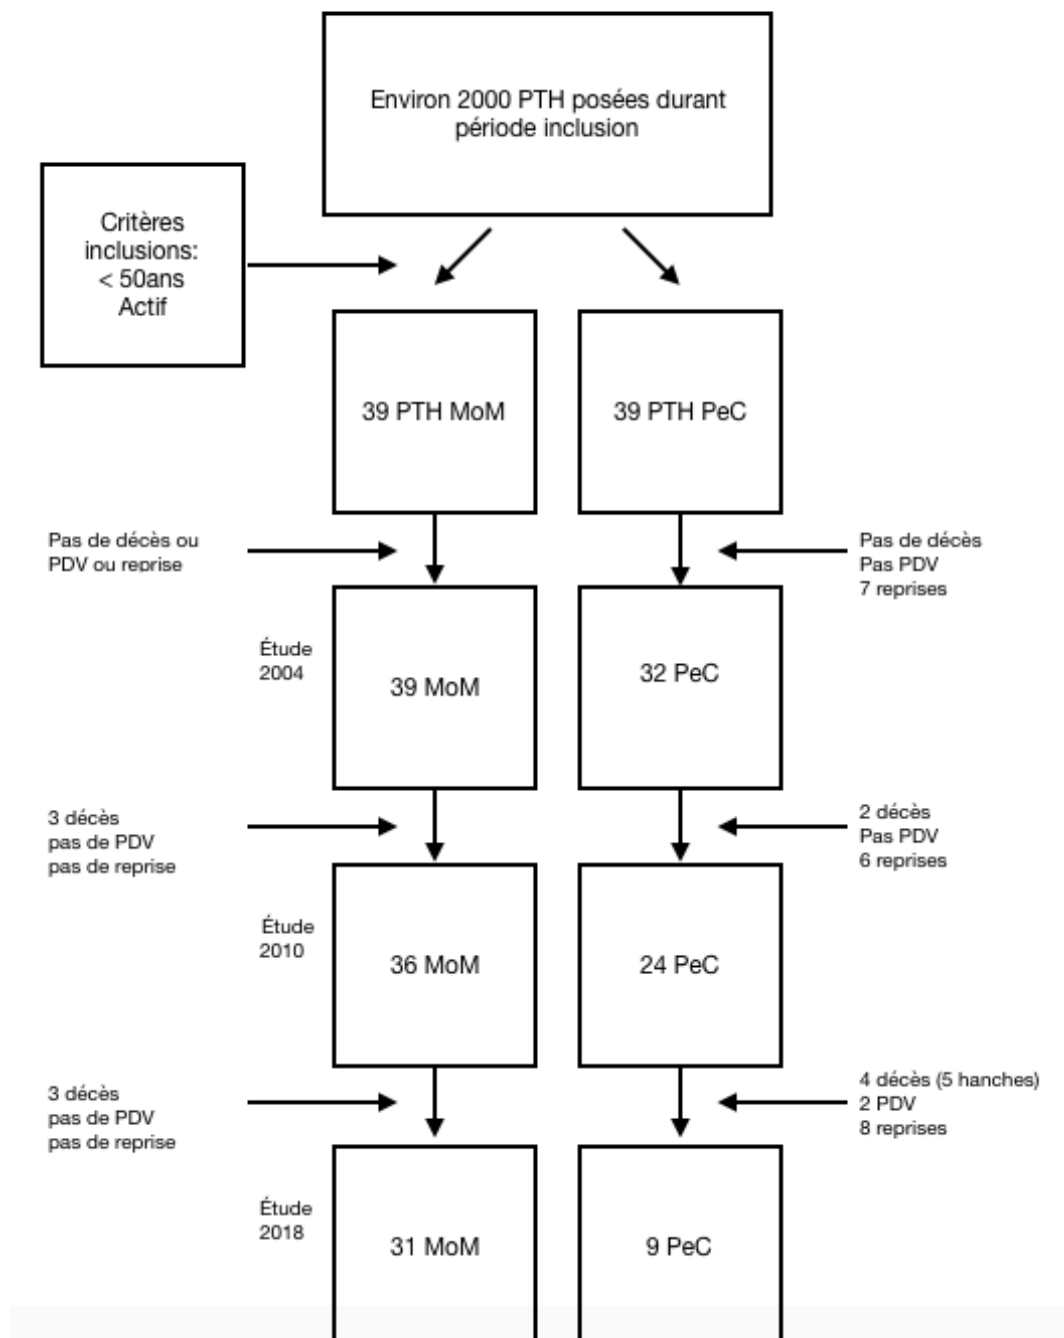 Environ 2000 PTH posées durant
période inclusion
Critères
inclusions:
< 50ans
Actif
39 PTH MoM
39 PTH PeC
Pas de décès ou
PDV ou reprise
Pas de décès
Pas PDV
7 reprises
Étude
2004
39 MoM
32 PeC
3 décès
pas de PDV
pas de reprise
2 décès
Pas PDV
6 reprises
Étude
2010
36 MoM
24 PeC
3 décès
pas de PDV
pas de reprise
4 décès (5 hanches)
2 PDV
8 reprises
Étude
2018
31 MoM
9 PeC